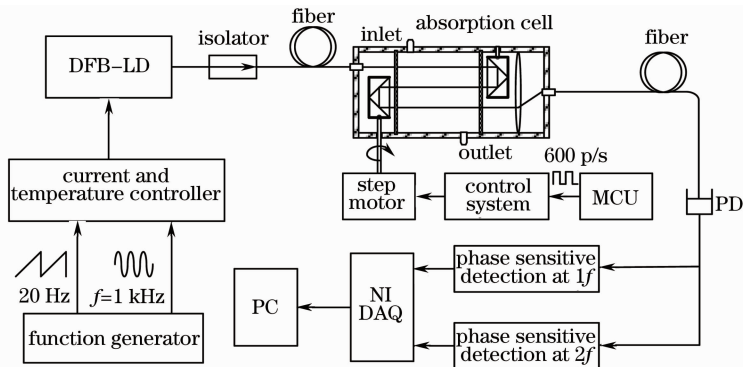 fiber
isolator
DFB-LD
inlet
absorption cell
fiber
outlet
600 p/s
current and
temperature controller
step
motor
control
system
MCU
PD
20 Hz
f=1 kHz
function generator
PC
NI
DAQ
phase sensitive
detection at 1f
phase sensitive
detection at 2f